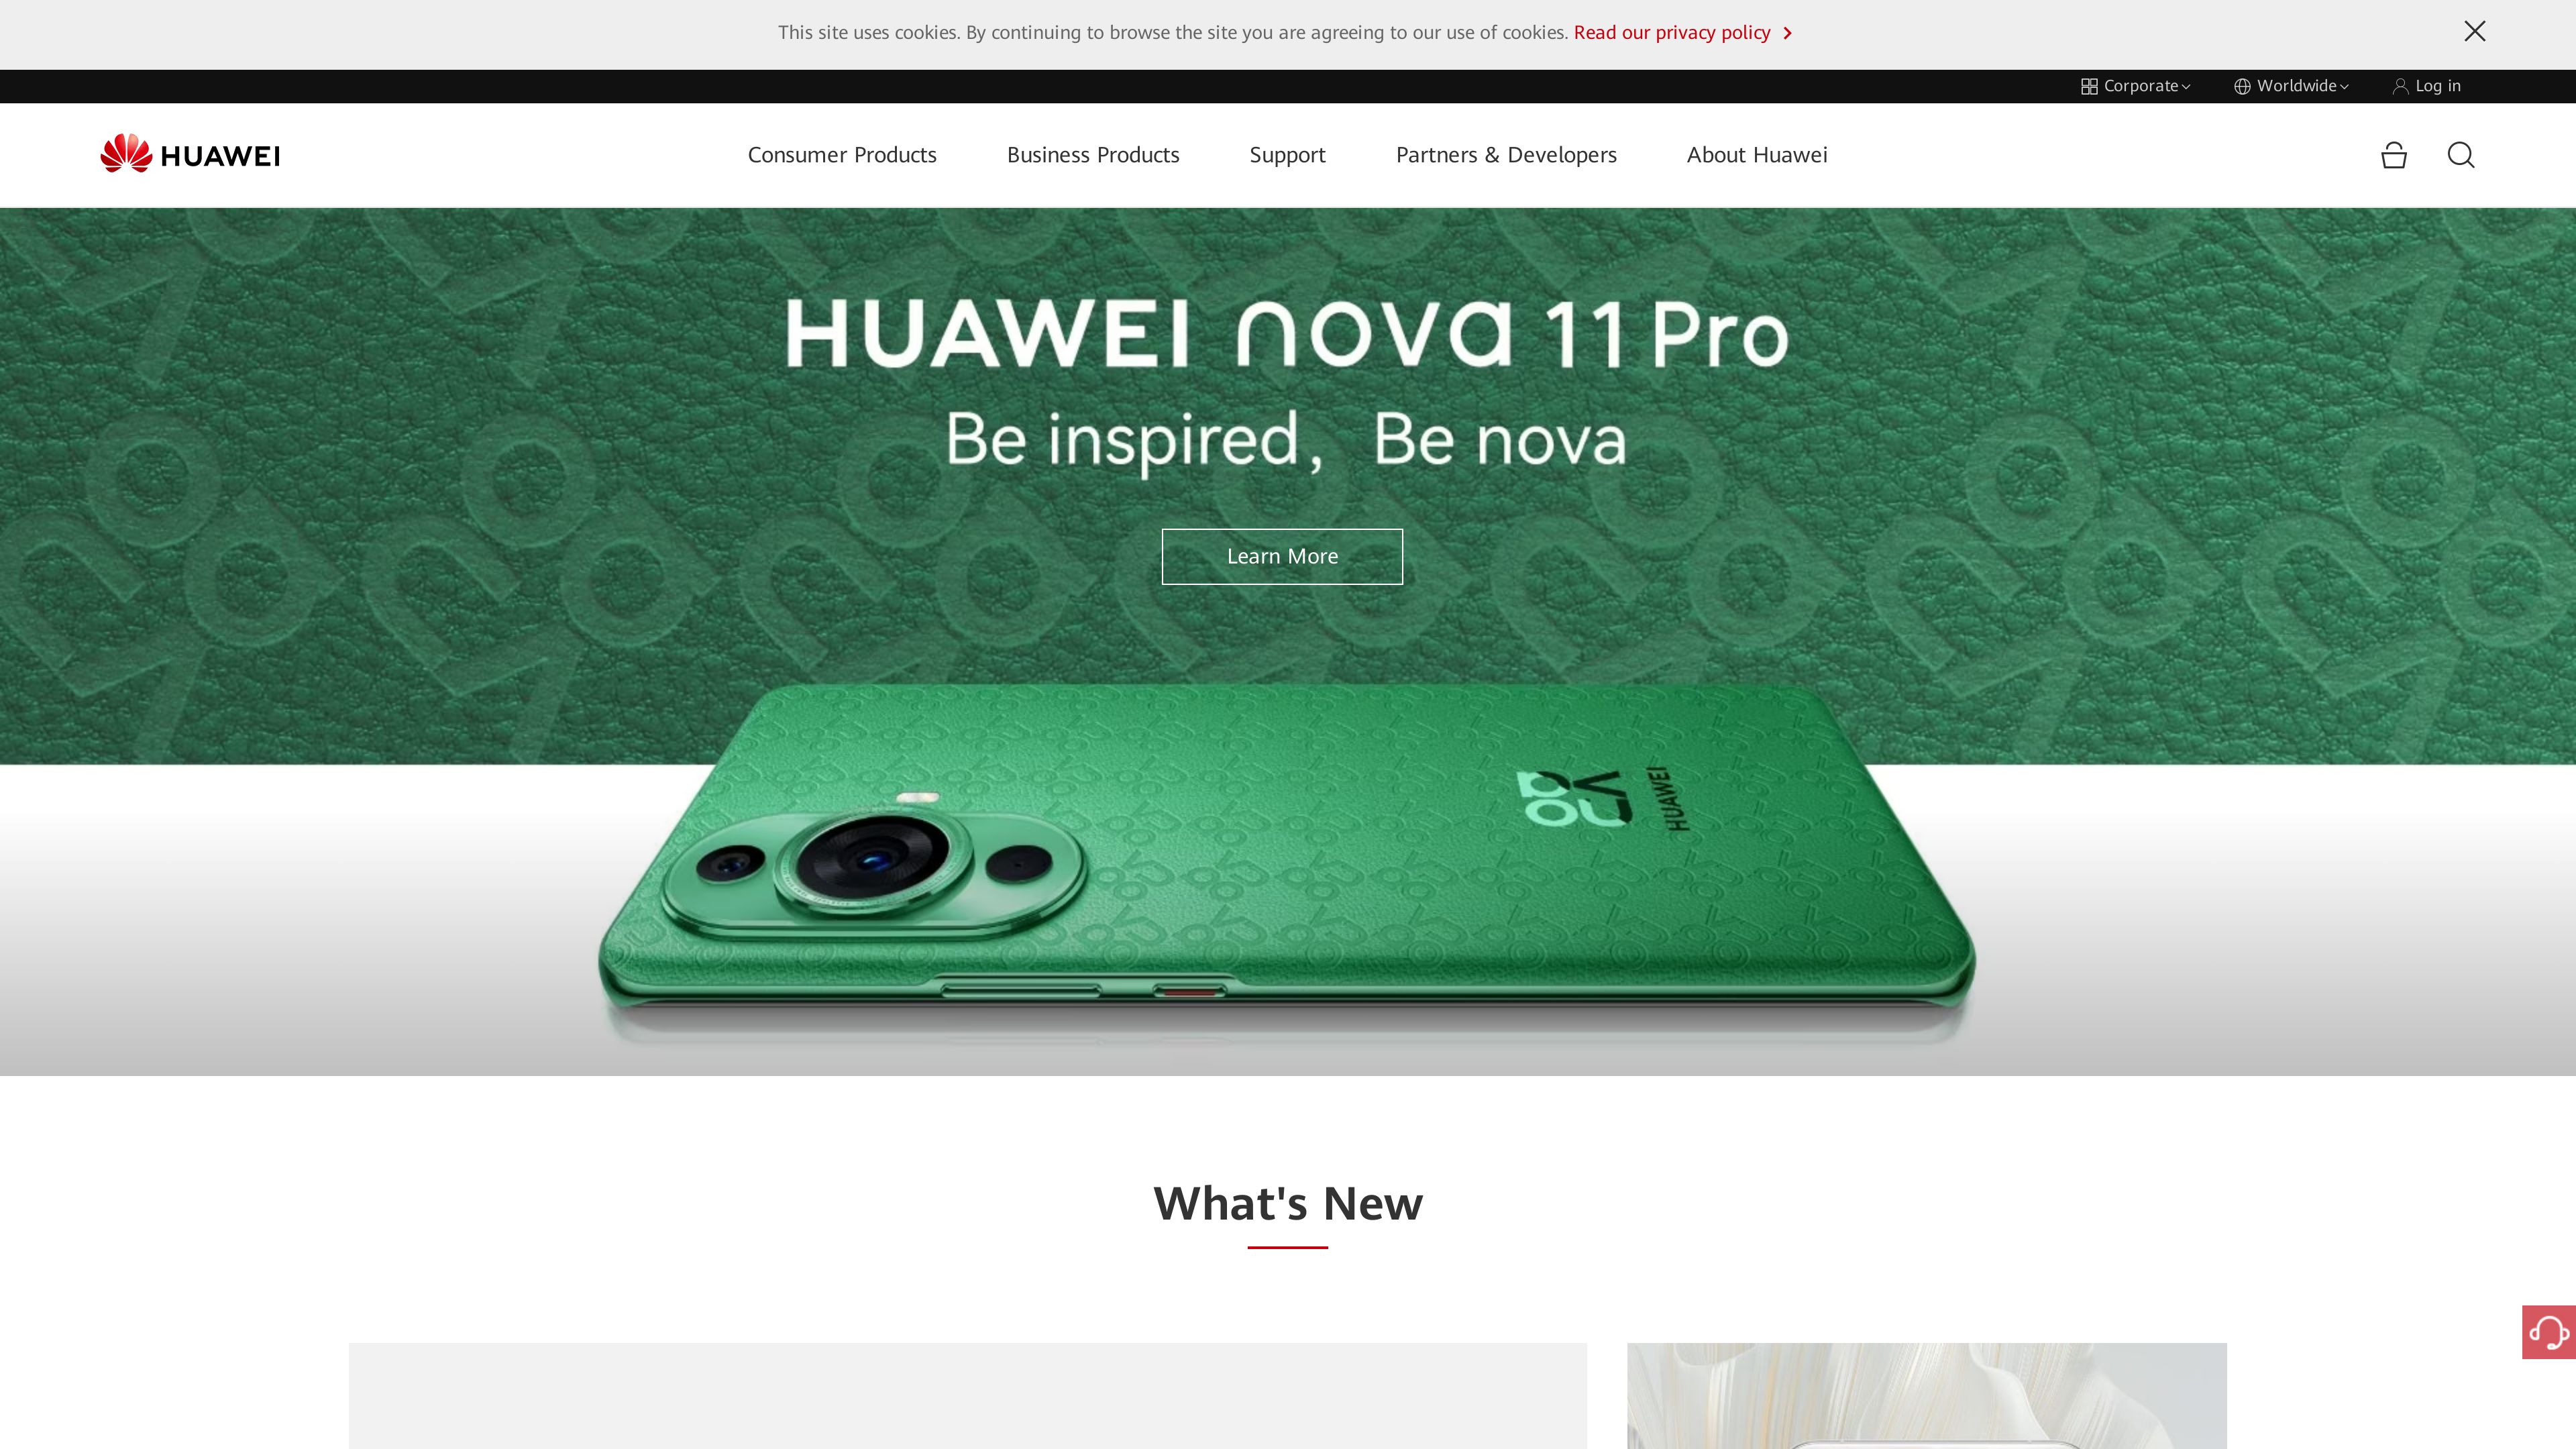 This site uses cookies. By continuing to browse the site you are agreeing to our use of cookies. Read our privacy policy
Corporate Worldwide Log in
HUAWEI
Consumer Products Business Products Support Partners & Developers About Huawei
HUAWEI nova 11 Pro
Be inspired， Be nova
Learn More
nova HUAWEI
What's New